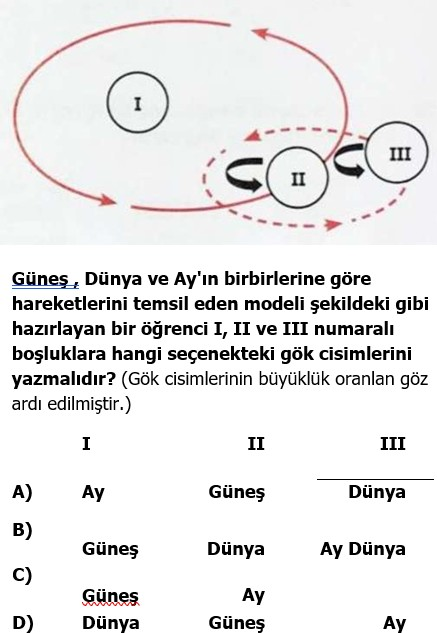 I
II
III
Güneş , Dünya ve Ay'ın birbirlerine göre
hareketlerini temsil eden modeli şekildeki gibi
hazırlayan bir öğrenci I, II ve III numaralı
boşluklara hangi seçenekteki gök cisimlerini
yazmalıdır? (Gök cisimlerinin büyüklük oranlan göz
ardı edilmiştir.)
I II III
A) Ay Güneş Dünya
B)
Güneş Dünya Ay Dünya
C)
Güneş Ay
D) Dünya Güneş Ay